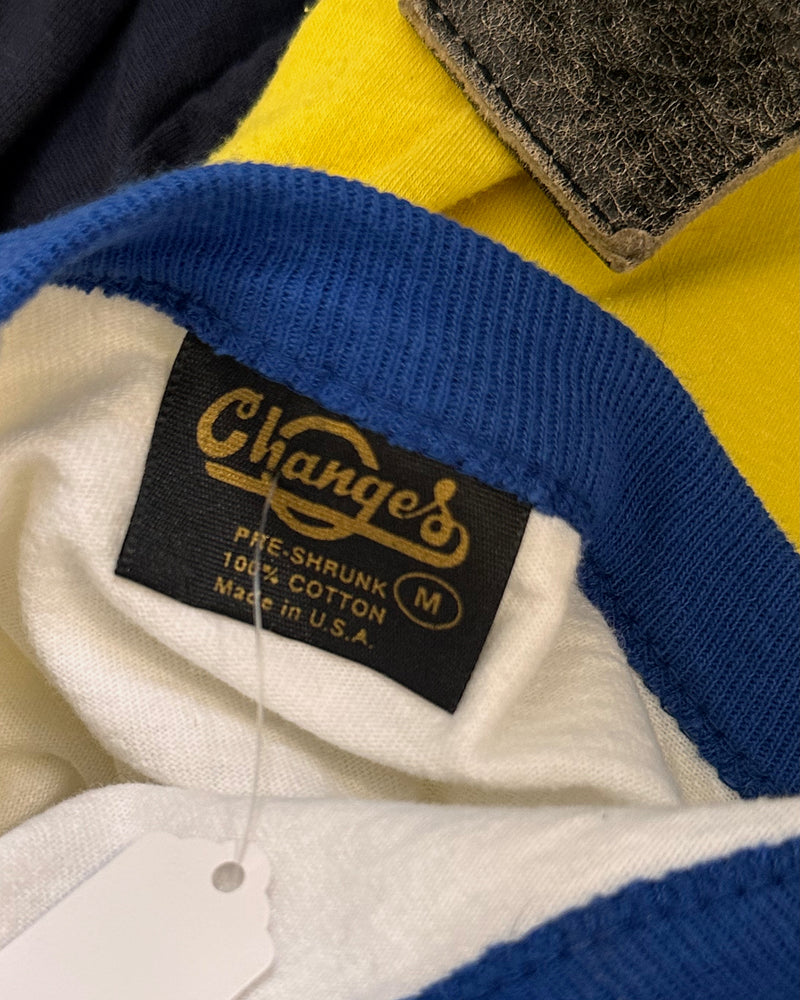 Changes
PRE-SHRUNK
100% COTTON
Made in U.S.A.
M